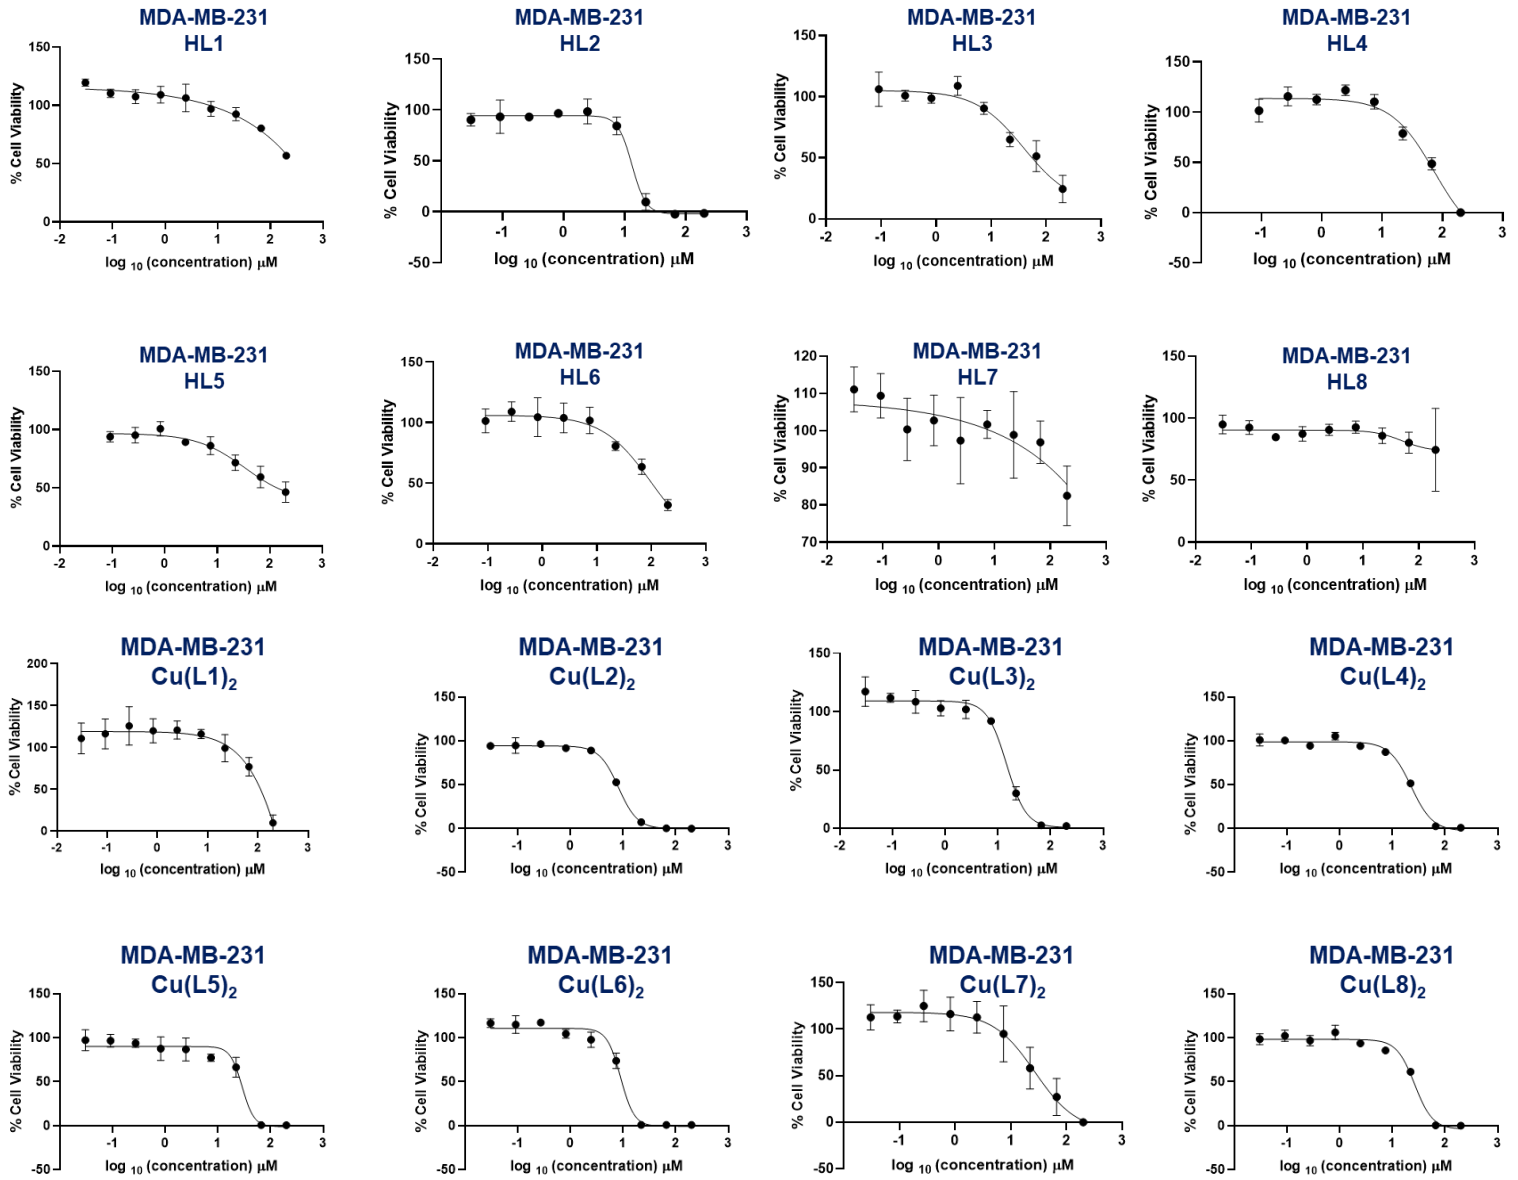 MDA-MB-231
HL1
150
100
50
0
% Cell Viability
-2 -1 0 1 2 3
log 10 (concentration) μM
MDA-MB-231
HL2
150
100
50
0
-50
% Cell Viability
-1 0 1 2 3
log 10 (concentration) μM
MDA-MB-231
HL3
150
100
50
0
% Cell Viability
-2 -1 0 1 2 3
log 10 (concentration) μM
MDA-MB-231
HL4
150
100
50
0
-50
% Cell Viability
-1 0 1 2 3
log 10 (concentration) μM
MDA-MB-231
HL5
150
100
50
0
% Cell Viability
-2 -1 0 1 2 3
log 10 (concentration) μM
MDA-MB-231
HL6
150
100
50
0
% Cell Viability
-2 -1 0 1 2 3
log 10 (concentration) μM
MDA-MB-231
HL7
120
110
100
90
80
70
% Cell Viability
-2 -1 0 1 2 3
log 10 (concentration) μM
MDA-MB-231
HL8
150
100
50
0
% Cell Viability
-2 -1 0 1 2 3
log 10 (concentration) μM
MDA-MB-231
Cu(L1)2
200
150
100
50
0
% Cell Viability
-2 -1 0 1 2 3
log 10 (concentration) μM
MDA-MB-231
Cu(L2)2
150
100
50
0
-50
% Cell Viability
-1 0 1 2 3
log 10 (concentration) μM
MDA-MB-231
Cu(L3)2
150
100
50
0
% Cell Viability
-2 -1 0 1 2 3
log 10 (concentration) μM
MDA-MB-231
Cu(L4)2
150
100
50
0
-50
% Cell Viability
-1 0 1 2 3
log 10 (concentration) μM
MDA-MB-231
Cu(L5)2
150
100
50
0
-50
% Cell Viability
-1 0 1 2 3
log 10 (concentration) μM
MDA-MB-231
Cu(L6)2
150
100
50
0
-50
% Cell Viability
-1 0 1 2 3
log 10 (concentration) μM
MDA-MB-231
Cu(L7)2
150
100
50
0
-50
% Cell Viability
-1 0 1 2 3
log 10 (concentration) μM
MDA-MB-231
Cu(L8)2
150
100
50
0
-50
% Cell Viability
-1 0 1 2 3
log 10 (concentration) μM